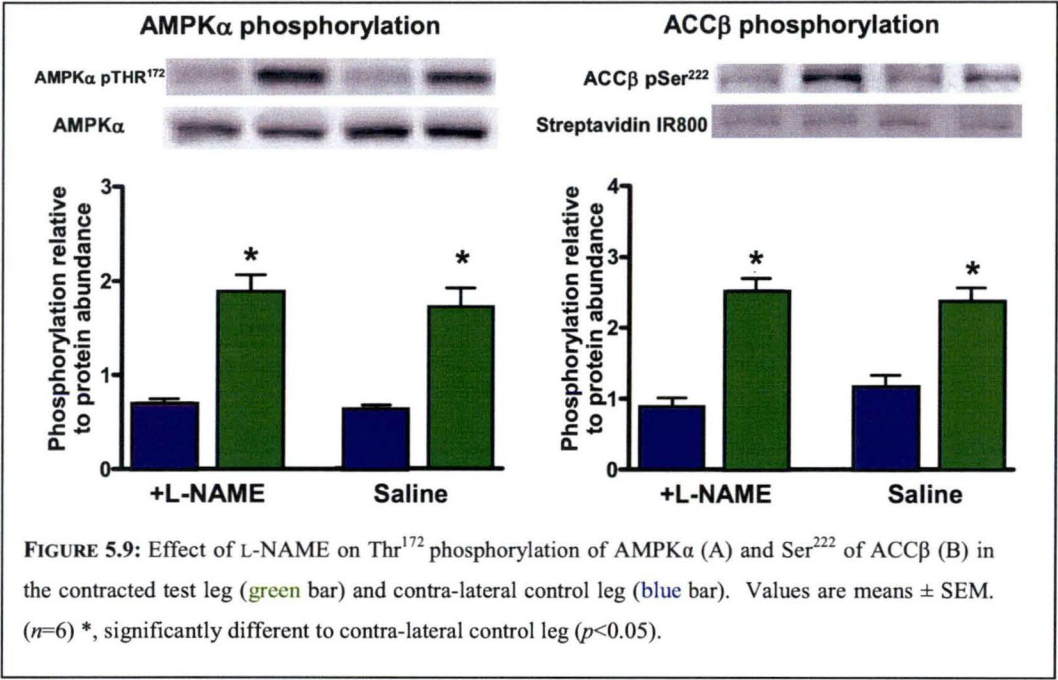 AMPKα phosphorylation
AMPKα pTHR¹⁷²
AMPKα
Phosphorylation relative
to protein abundance
3
2
1
0
*
*
+L-NAME
Saline
ACCβ phosphorylation
ACCβ pSer²²²
Streptavidin IR800
Phosphorylation relative
to protein abundance
4
3
2
1
0
*
*
+L-NAME
Saline
FIGURE 5.9: Effect of L-NAME on Thr¹⁷² phosphorylation of AMPKα (A) and Ser²²² of ACCβ (B) in
the contracted test leg (green bar) and contra-lateral control leg (blue bar). Values are means ± SEM.
(n=6) *, significantly different to contra-lateral control leg (p<0.05).